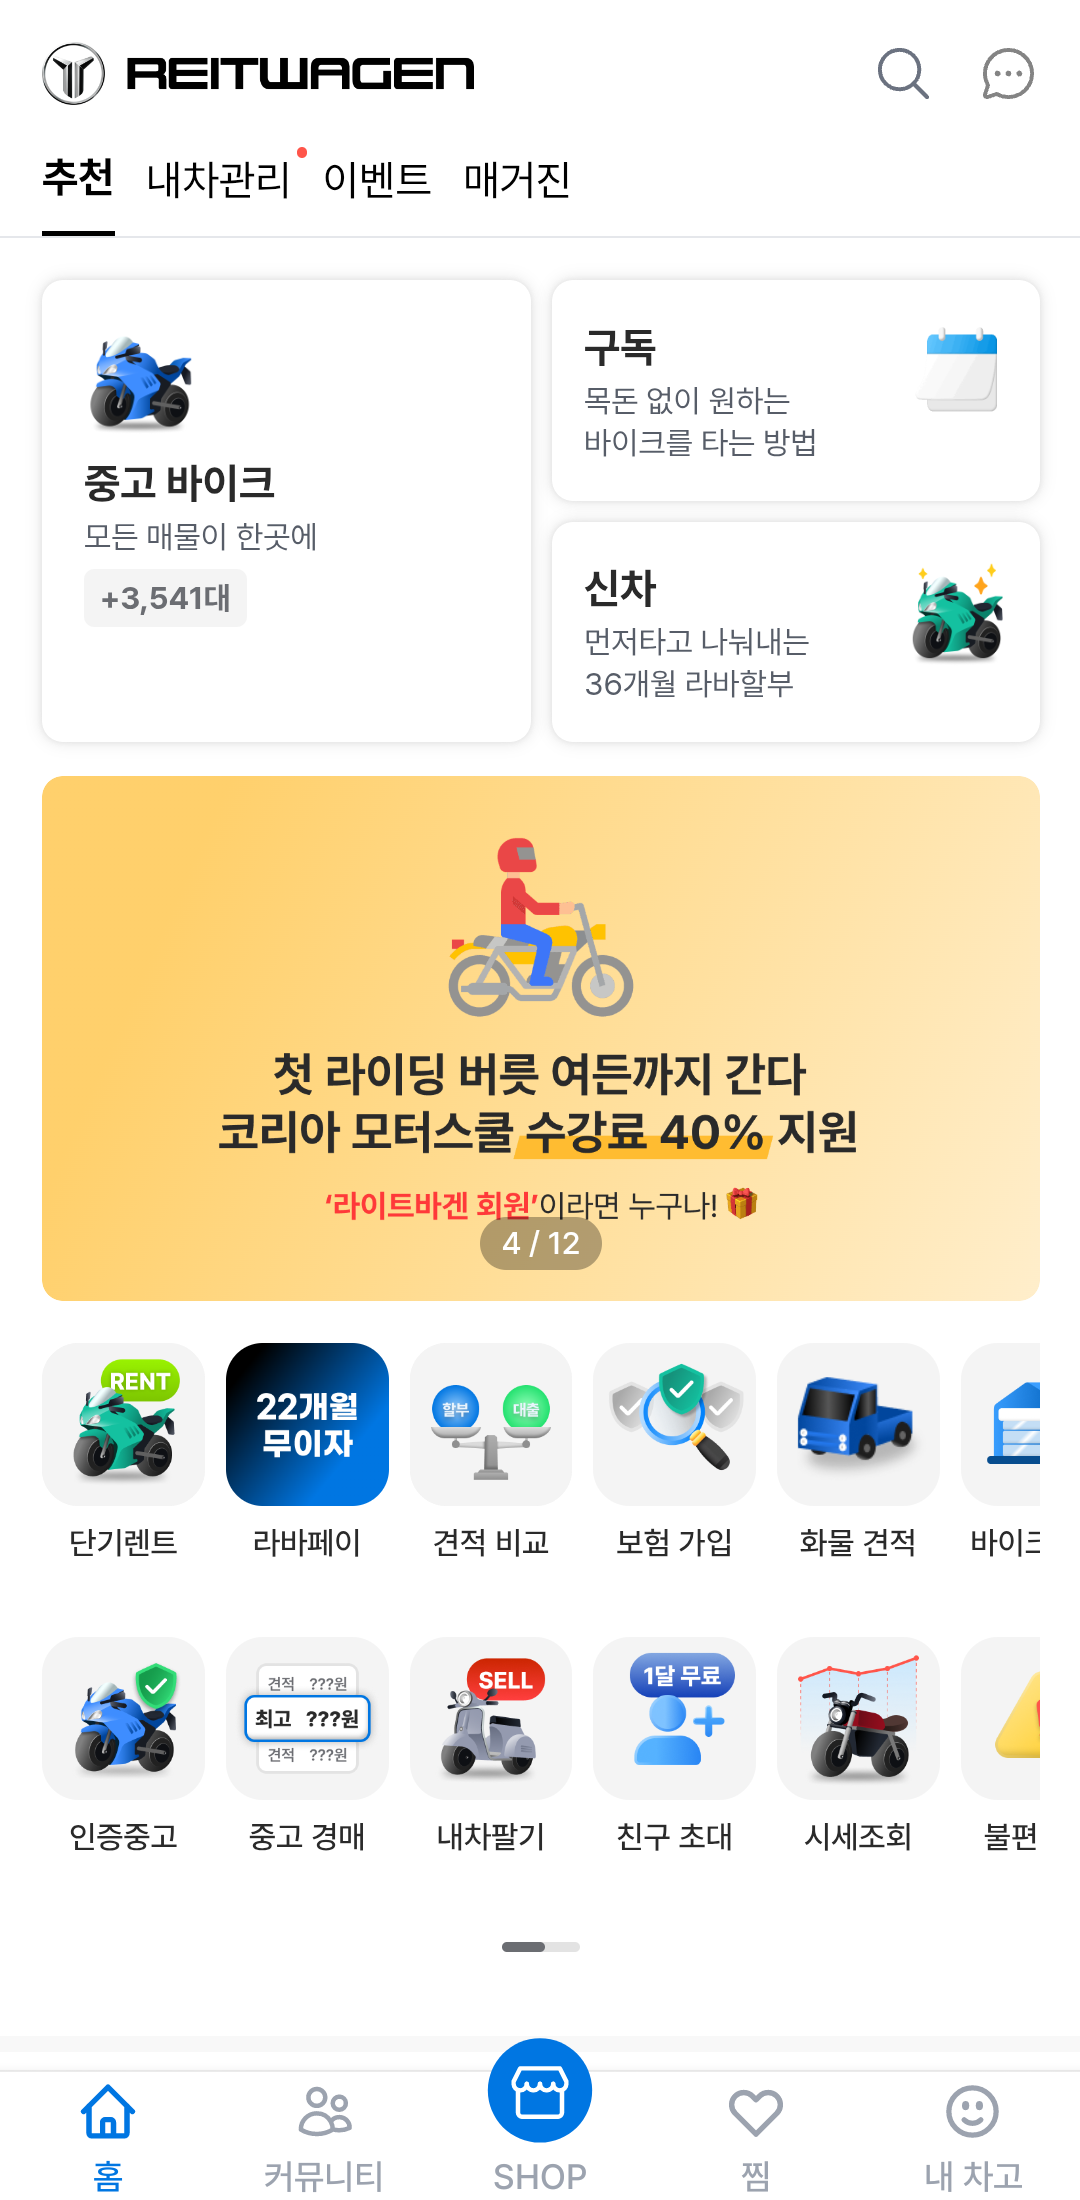 REITWAGEN
추천 내차관리 이벤트 매거진
중고 바이크
모든 매물이 한곳에
+3,541대
구독
목돈 없이 원하는
바이크를 타는 방법
신차
먼저타고 나눠내는
36개월 라바할부
첫 라이딩 버릇 여든까지 간다
코리아 모터스쿨 수강료 40% 지원
‘라이트바겐 회원’이라면 누구나!
4 / 12
RENT
22개월
무이자
할부 대출
단기렌트 라바페이 견적 비교 보험 가입 화물 견적 바이크
견적 ???원
최고 ???원
견적 ???원
SELL
1달 무료
인증중고 중고 경매 내차팔기 친구 초대 시세조회 불편
홈 커뮤니티 SHOP 찜 내 차고